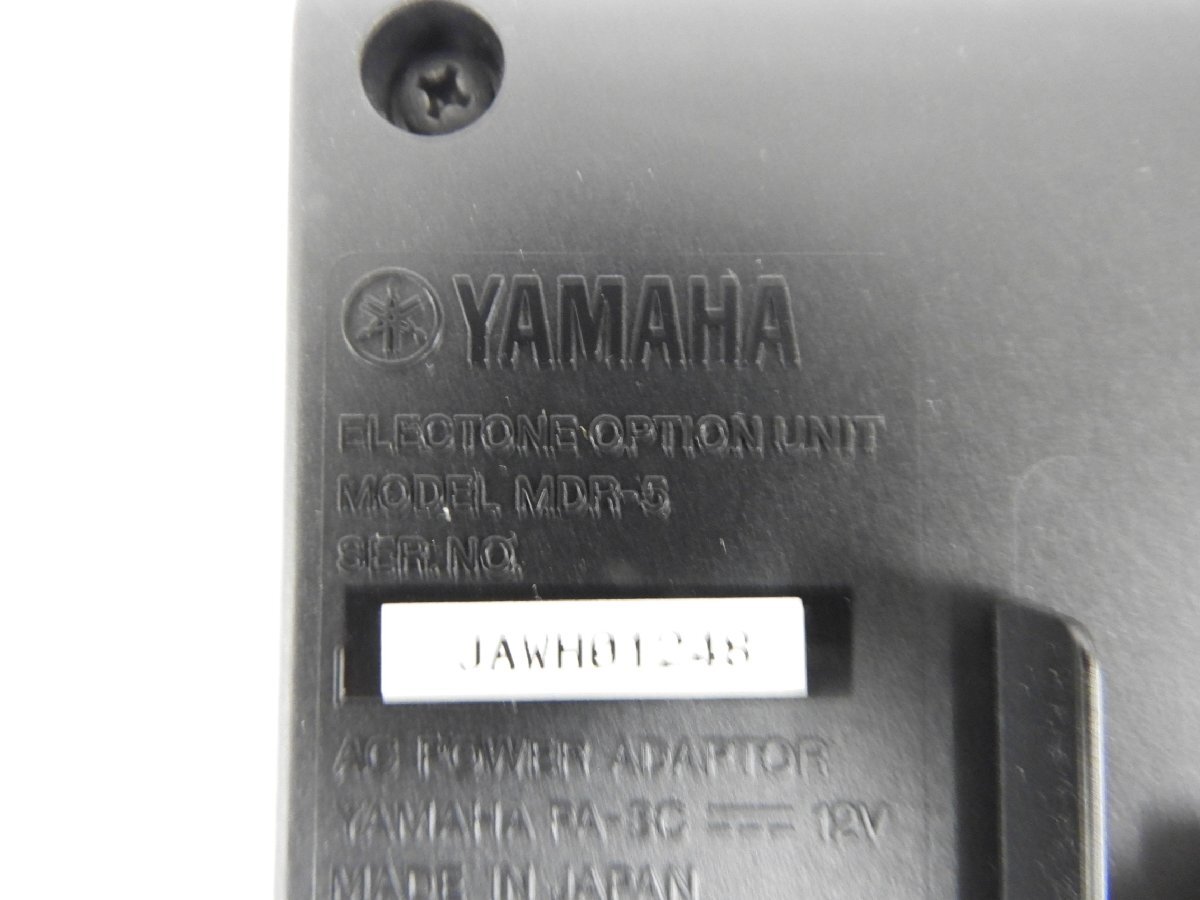 YAMAHA
ELECTONE OPTION UNIT
MODEL MDR-5
SER. NO.
JAWH01248
AC POWER ADAPTOR
YAMAHA PA-3C ⎓ 12V
MADE IN JAPAN